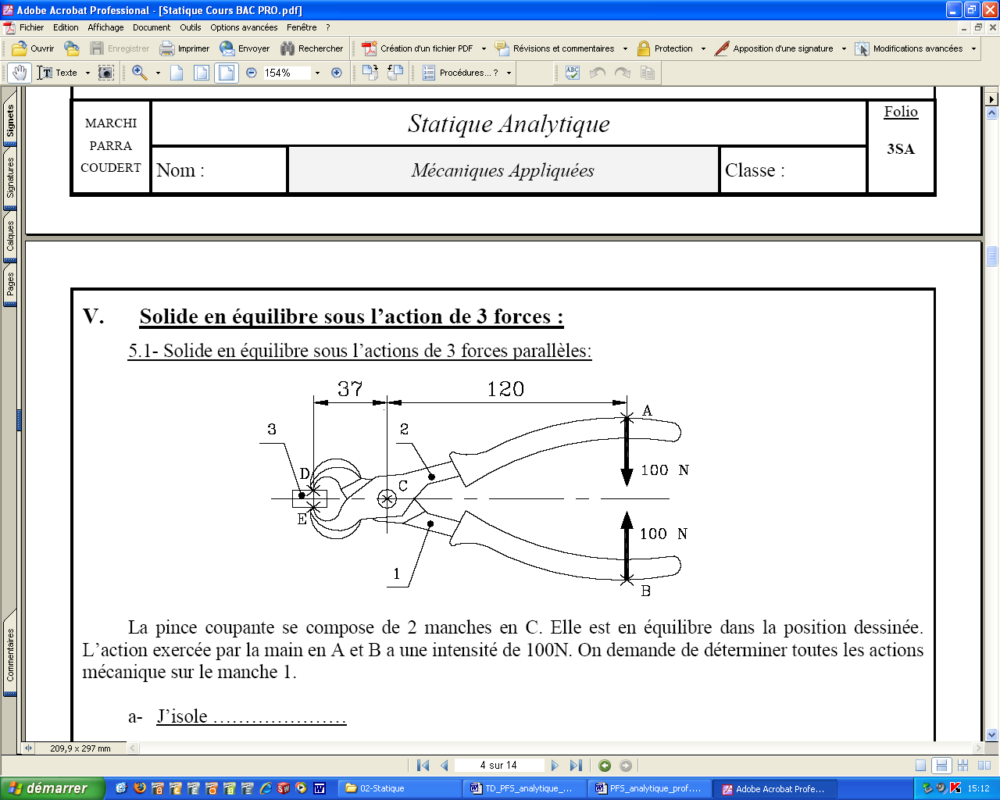 Adobe Acrobat Professional - [Statique Cours BAC PRO.pdf]
Fichier Edition Affichage Document Outils Options avancées Fenêtre ?
Ouvrir Enregistrer Imprimer Envoyer Rechercher Création d'un fichier PDF Révisions et commentaires Protection Apposition d'une signature Modifications avancées
Texte 154% Procédures... ?
Signets
Signatures
Calques
Pages
Commentaires
MARCHI
PARRA
COUDERT
Statique Analytique
Folio
3SA
Nom :
Mécaniques Appliquées
Classe :
V. Solide en équilibre sous l'action de 3 forces :
5.1- Solide en équilibre sous l'actions de 3 forces parallèles:
37 120
A
3 2
100 N
D
C
E
100 N
1
B
La pince coupante se compose de 2 manches en C. Elle est en équilibre dans la position dessinée.
L'action exercée par la main en A et B a une intensité de 100N. On demande de déterminer toutes les actions
mécanique sur le manche 1.
a- J'isole …………………
209,9 x 297 mm
4 sur 14
démarrer 02-Statique TD_PFS_analytique_... PFS_analytique_prof.... Adobe Acrobat Profe... 15:12